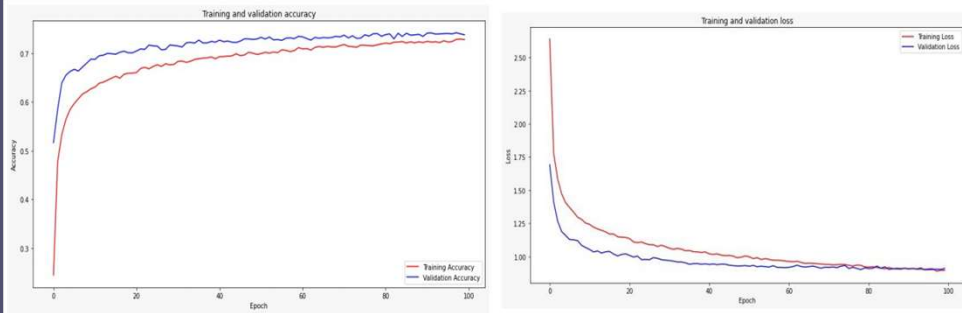 Training and validation accuracy
0.7
0.6
0.5
0.4
0.3
Accuracy
Training Accuracy
Validation Accuracy
0
20
40
60
80
100
Epoch
Training and validation loss
Training Loss
Validation Loss
2.50
2.25
2.00
1.75
1.50
1.25
1.00
Loss
0
20
40
60
80
100
Epoch